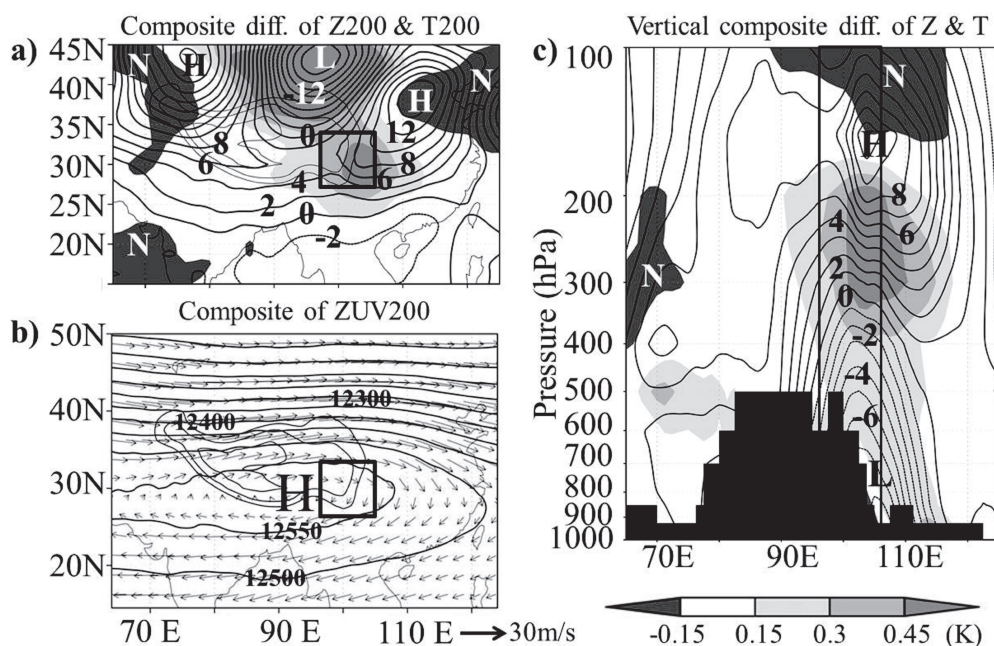 Composite diff. of Z200 & T200
a)
45N
40N
35N
30N
25N
20N
N
H
L
N
-12
H
8
0
12
6
4
6
8
2
0
N
-2
Composite of ZUV200
b)
50N
40N
30N
20N
12300
12400
H
12550
12500
70 E
90 E
110 E
30m/s
Vertical composite diff. of Z & T
c)
Pressure (hPa)
100
200
300
400
500
600
700
800
900
1000
N
H
8
4
6
N
2
0
-2
-4
-6
L
70E
90E
110E
-0.15
0.15
0.3
0.45
(K)